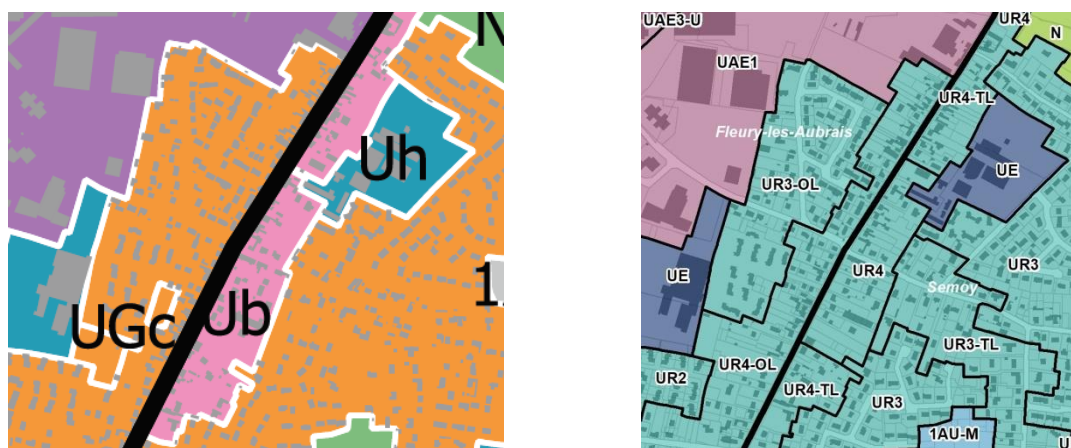 N
Uh
1
UGc
Ub
UAE3-U
UR4
N
UAE1
UR4-TL
Fleury-les-Aubrais
UE
UR3-OL
UR4
UR3
UE
Semoy
UR3-TL
UR4-OL
UR2
UR4-TL
UR3
1AU-M
U